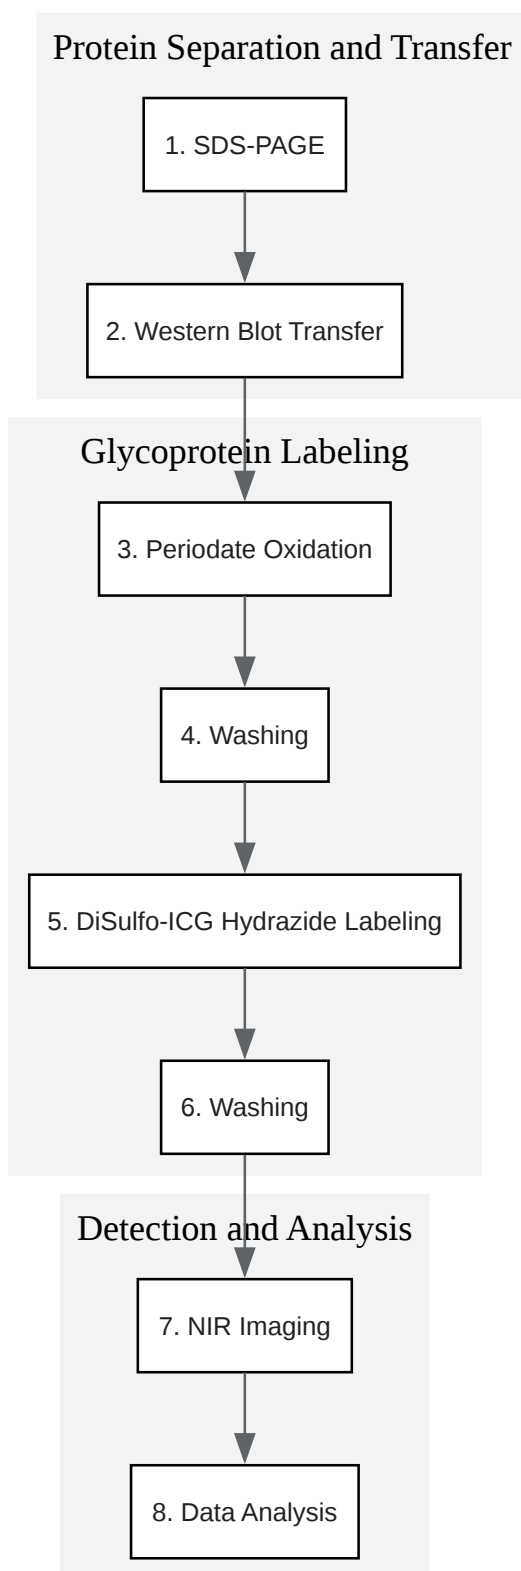 Protein Separation and Transfer
1. SDS-PAGE
2. Western Blot Transfer
Glycoprotein Labeling
3. Periodate Oxidation
4. Washing
5. DiSulfo-ICG Hydrazide Labeling
6. Washing
Detection and Analysis
7. NIR Imaging
8. Data Analysis